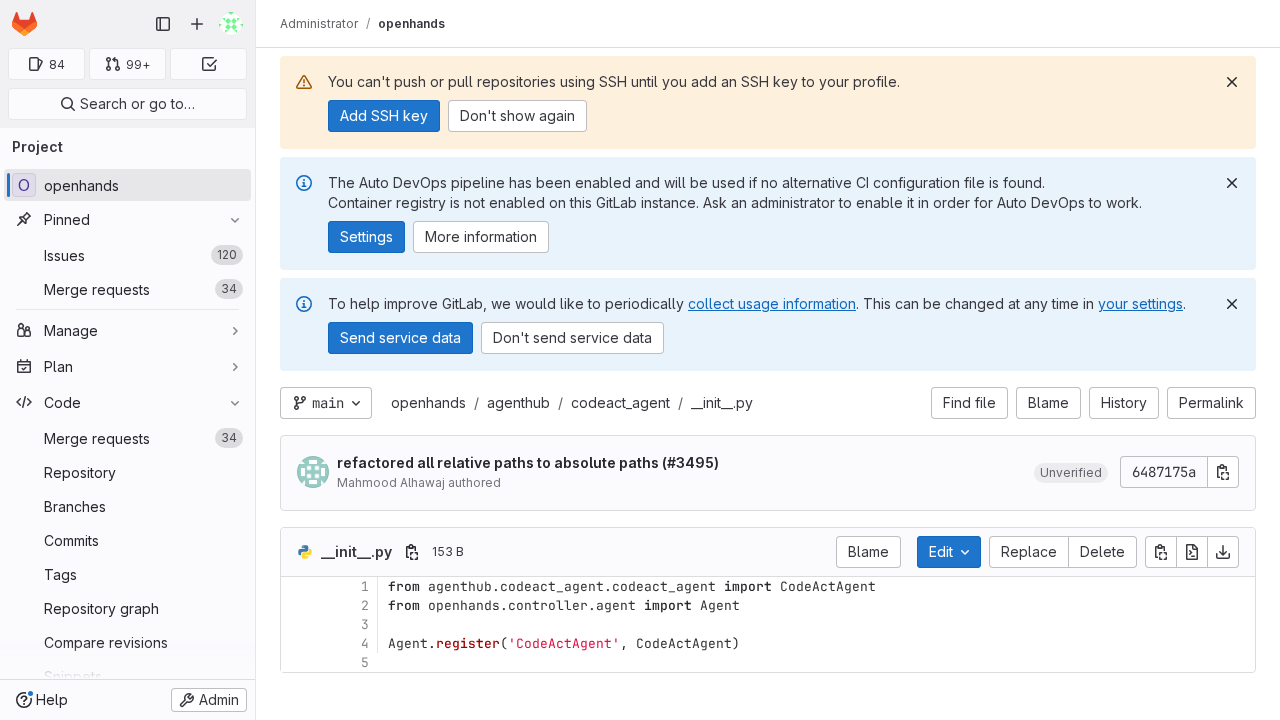 Administrator / openhands
84
99+
Search or go to…
Project
O openhands
Pinned
Issues 120
Merge requests 34
Manage
Plan
Code
Merge requests 34
Repository
Branches
Commits
Tags
Repository graph
Compare revisions
Snippets
Help
Admin
You can't push or pull repositories using SSH until you add an SSH key to your profile.
Add SSH key Don't show again
The Auto DevOps pipeline has been enabled and will be used if no alternative CI configuration file is found.
Container registry is not enabled on this GitLab instance. Ask an administrator to enable it in order for Auto DevOps to work.
Settings More information
To help improve GitLab, we would like to periodically collect usage information. This can be changed at any time in your settings.
Send service data Don't send service data
main openhands / agenthub / codeact_agent / __init__.py Find file Blame History Permalink
refactored all relative paths to absolute paths (#3495)
Mahmood Alhawaj authored
Unverified 6487175a
__init__.py 153 B Blame Edit Replace Delete
1 from agenthub.codeact_agent.codeact_agent import CodeActAgent
2 from openhands.controller.agent import Agent
3
4 Agent.register('CodeActAgent', CodeActAgent)
5